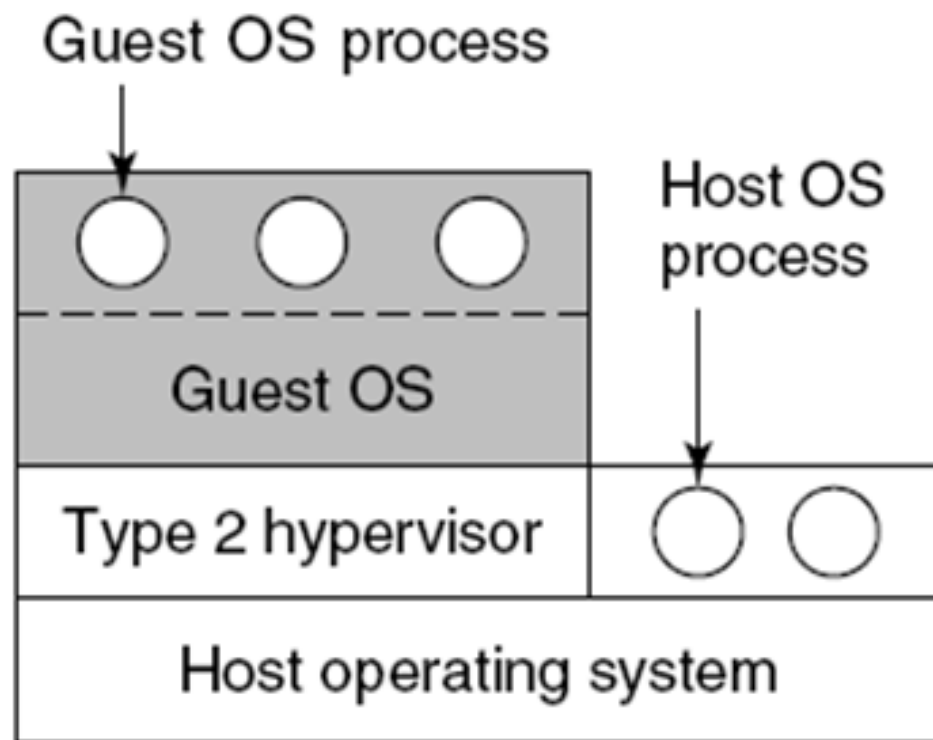 Guest OS process
Host OS
process
Guest OS
Type 2 hypervisor
Host operating system